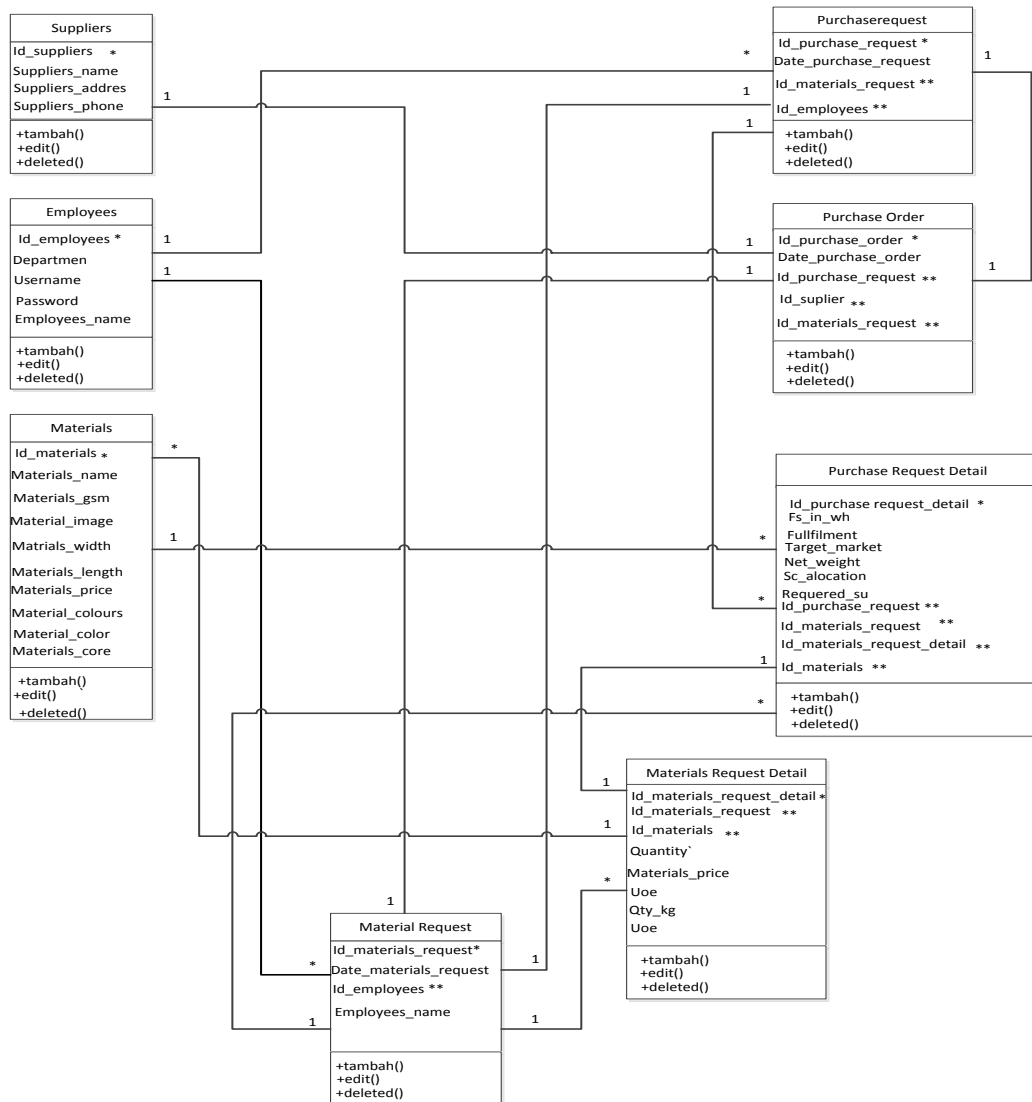 Suppliers
Id_suppliers *
Suppliers_name
Suppliers_addres
Suppliers_phone
+tambah()
+edit()
+deleted()
1
Employees
Id_employees *
Departmen
Username
Password
Employees_name
+tambah()
+edit()
+deleted()
1
1
Materials
Id_materials *
Materials_name
Materials_gsm
Material_image
Matrials_width
Materials_length
Materials_price
Material_colours
Material_color
Materials_core
+tambah()
+edit()`
+deleted()
*
1
Purchaserequest
Id_purchase_request *
Date_purchase_request
Id_materials_request **
Id_employees **
+tambah()
+edit()
+deleted()
*
1
1
1
Purchase Order
Id_purchase_order *
Date_purchase_order
Id_purchase_request **
Id_suplier **
Id_materials_request **
+tambah()
+edit()
+deleted()
1
1
1
Purchase Request Detail
Id_purchase request_detail *
Fs_in_wh
Fullfilment
Target_market
Net_weight
Sc_alocation
Requered_su
Id_purchase_request **
Id_materials_request **
Id_materials_request_detail **
Id_materials **
+tambah()
+edit()
+deleted()
*
*
1
*
Materials Request Detail
Id_materials_request_detail*
Id_materials_request **
Id_materials **
Quantity`
Materials_price
Uoe
Qty_kg
Uoe
+tambah()
+edit()
+deleted()
1
1
*
Material Request
Id_materials_request*
Date_materials_request
Id_employees **
Employees_name
+tambah()
+edit()
+deleted()
1
*
1
1
1